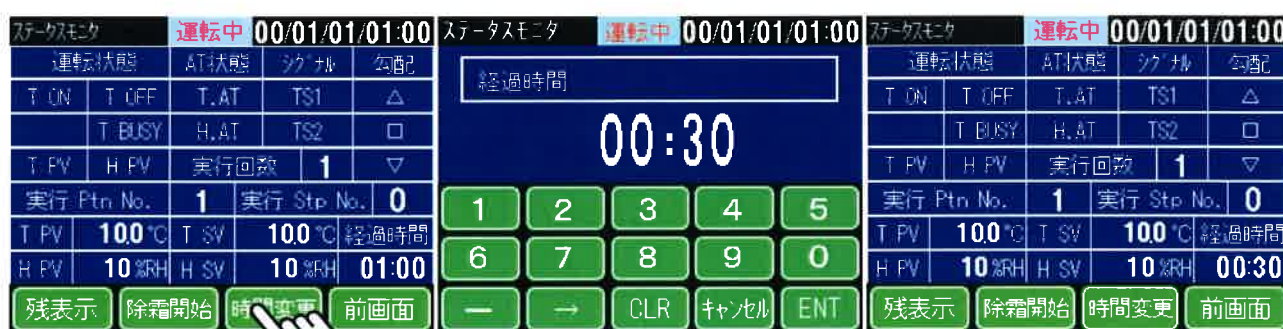 ステータスモニタ 運転中 00/01/01/01:00
運転状態 AT状態 シグナル 勾配
T ON T OFF T.AT TS1 △
T BUSY H.AT TS2 □
T PV H PV 実行回数 1 ▽
実行 Ptn No. 1 実行 Stp No. 0
T PV 10.0 ℃ T SV 10.0 ℃ 経過時間
H PV 10 %RH H SV 10 %RH 01:00
残表示 除霜開始 時間変更 前画面
ステータスモニタ 運転中 00/01/01/01:00
経過時間
00:30
1 2 3 4 5
6 7 8 9 0
— → CLR キャンセル ENT
ステータスモニタ 運転中 00/01/01/01:00
運転状態 AT状態 シグナル 勾配
T ON T OFF T.AT TS1 △
T BUSY H.AT TS2 □
T PV H PV 実行回数 1 ▽
実行 Ptn No. 1 実行 Stp No. 0
T PV 10.0 ℃ T SV 10.0 ℃ 経過時間
H PV 10 %RH H SV 10 %RH 00:30
残表示 除霜開始 時間変更 前画面